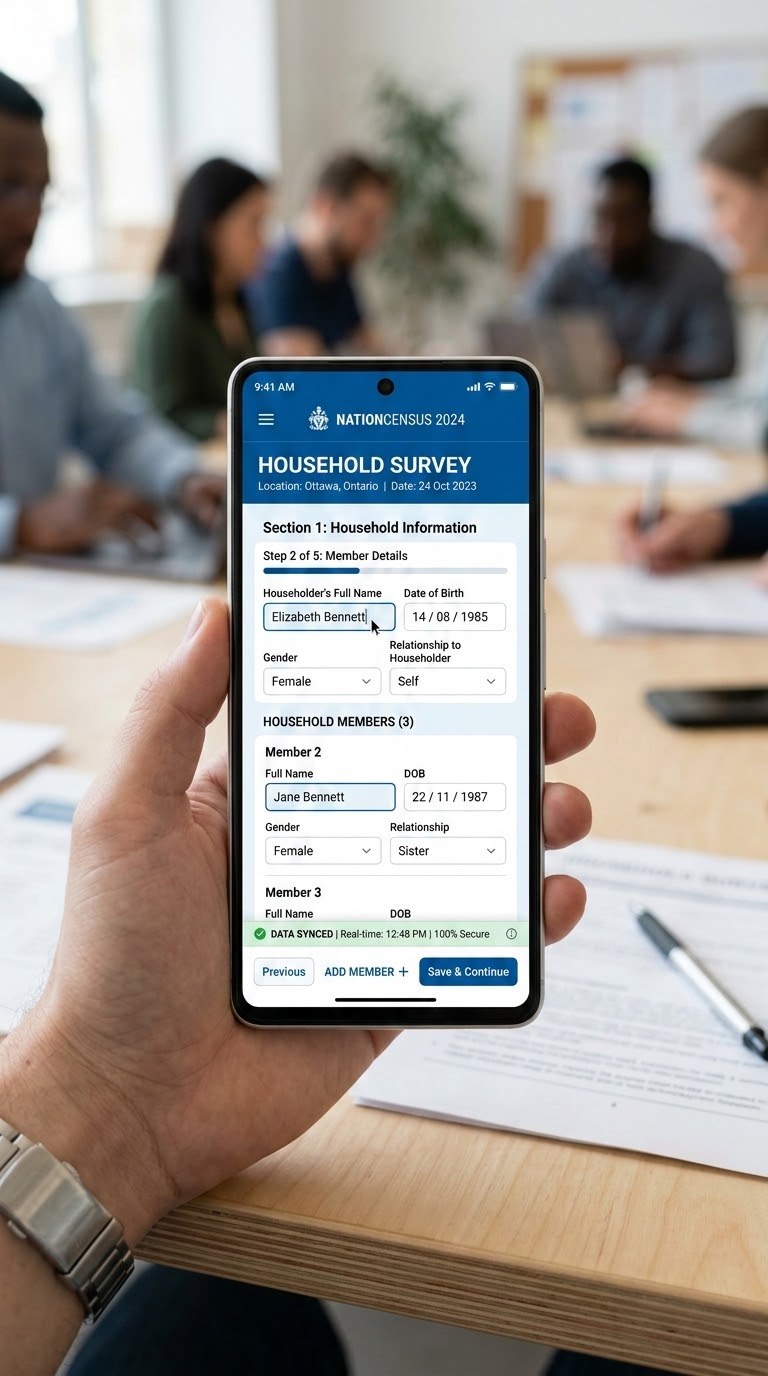 9:41 AM
NATIONCENSUS 2024
HOUSEHOLD SURVEY
Location: Ottawa, Ontario | Date: 24 Oct 2023
Section 1: Household Information
Step 2 of 5: Member Details
Householder's Full Name Date of Birth
Elizabeth Bennett 14 / 08 / 1985
Gender Relationship to Householder
Female Self
HOUSEHOLD MEMBERS (3)
Member 2
Full Name DOB
Jane Bennett 22 / 11 / 1987
Gender Relationship
Female Sister
Member 3
Full Name DOB
DATA SYNCED | Real-time: 12:48 PM | 100% Secure
Previous ADD MEMBER + Save & Continue